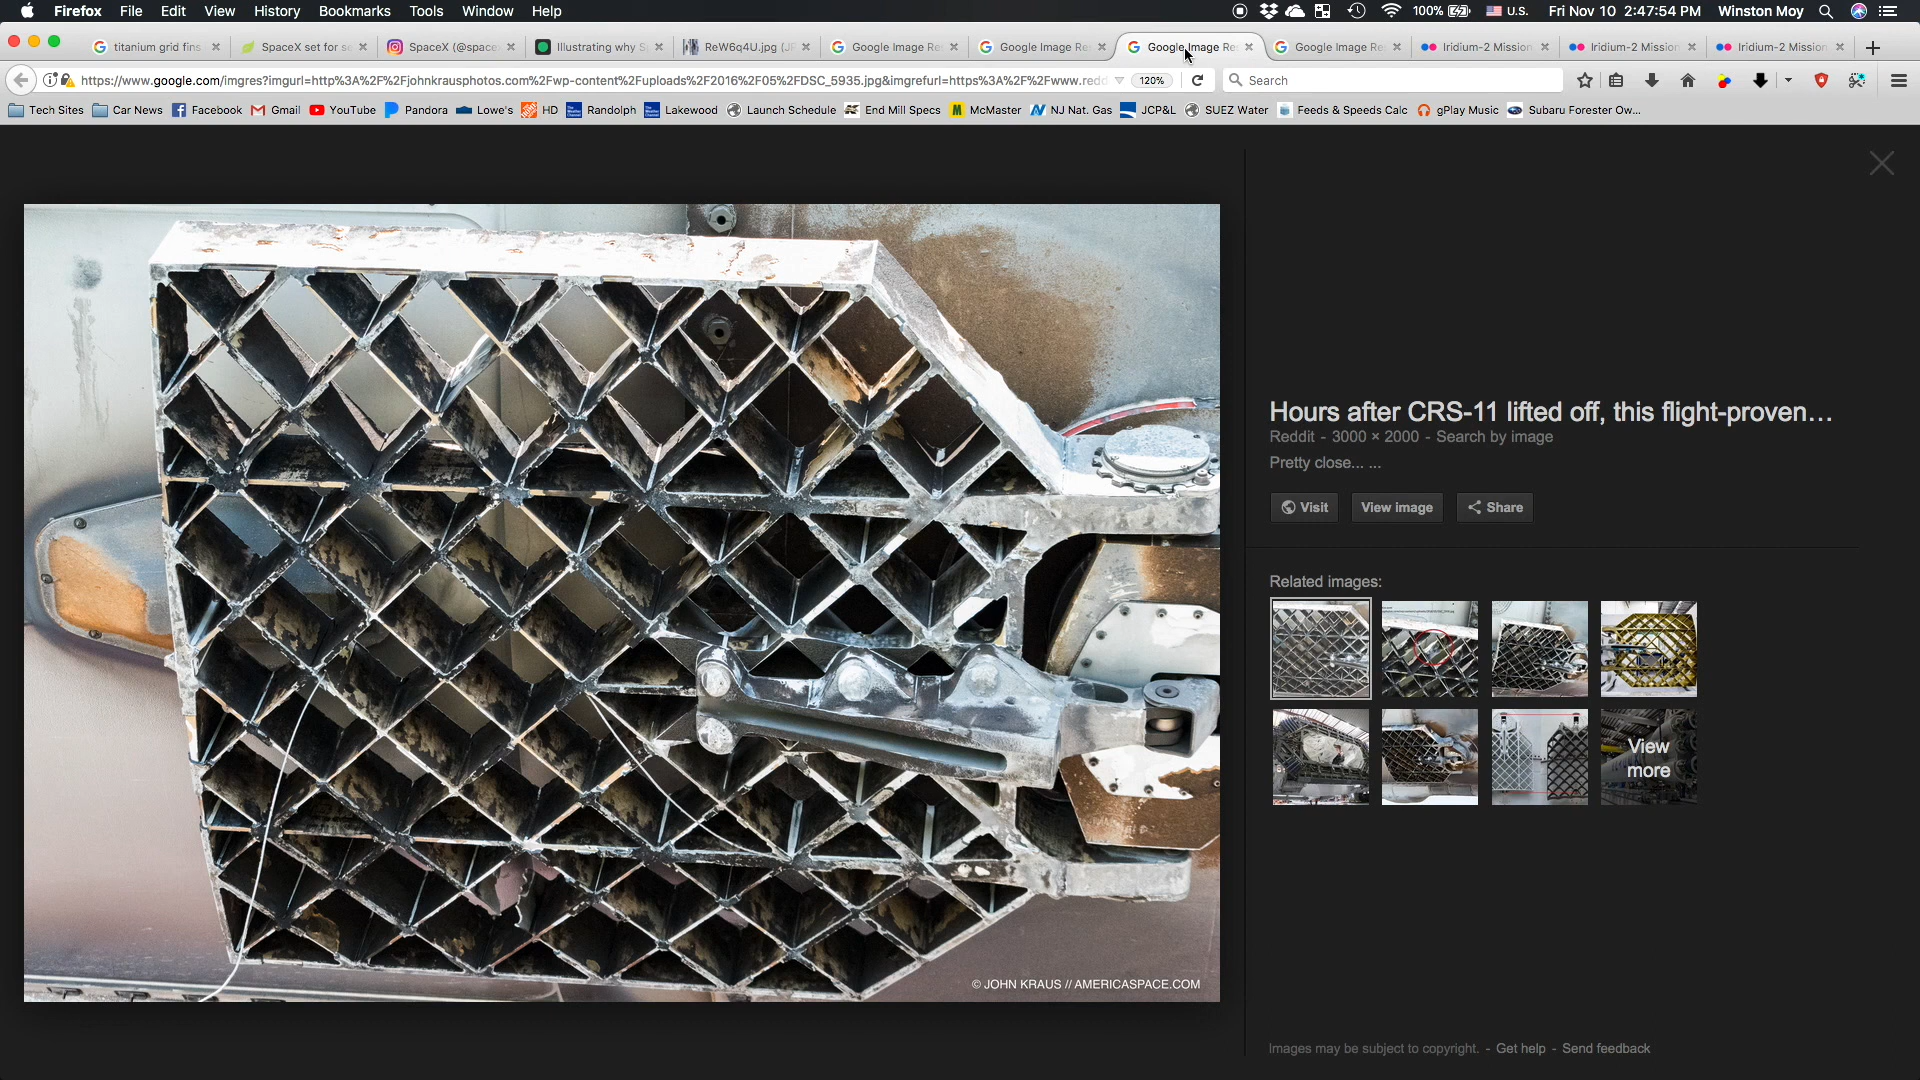 Firefox File Edit View History Bookmarks Tools Window Help 100% U.S. Fri Nov 10 2:47:54 PM Winston Moy
titanium grid fins SpaceX set for se SpaceX (@space Illustrating why S ReW6q4U.jpg (JP Google Image Re Google Image Re Google Image Re Google Image Re Iridium-2 Mission Iridium-2 Mission Iridium-2 Mission
https://www.google.com/imgres?imgurl=http%3A%2F%2Fjohnkrausphotos.com%2Fwp-content%2Fuploads%2F2016%2F05%2FDSC_5935.jpg&imgrefurl=https%3A%2F%2Fwww.redd 120% Search
Tech Sites Car News Facebook Gmail YouTube Pandora Lowe's HD Randolph Lakewood Launch Schedule End Mill Specs McMaster NJ Nat. Gas JCP&L SUEZ Water Feeds & Speeds Calc gPlay Music Subaru Forester Ow...
Hours after CRS-11 lifted off, this flight-proven...
Reddit - 3000 × 2000 - Search by image
Pretty close... ...
Visit View image Share
Related images:
View
more
© JOHN KRAUS // AMERICASPACE.COM
Images may be subject to copyright. - Get help - Send feedback